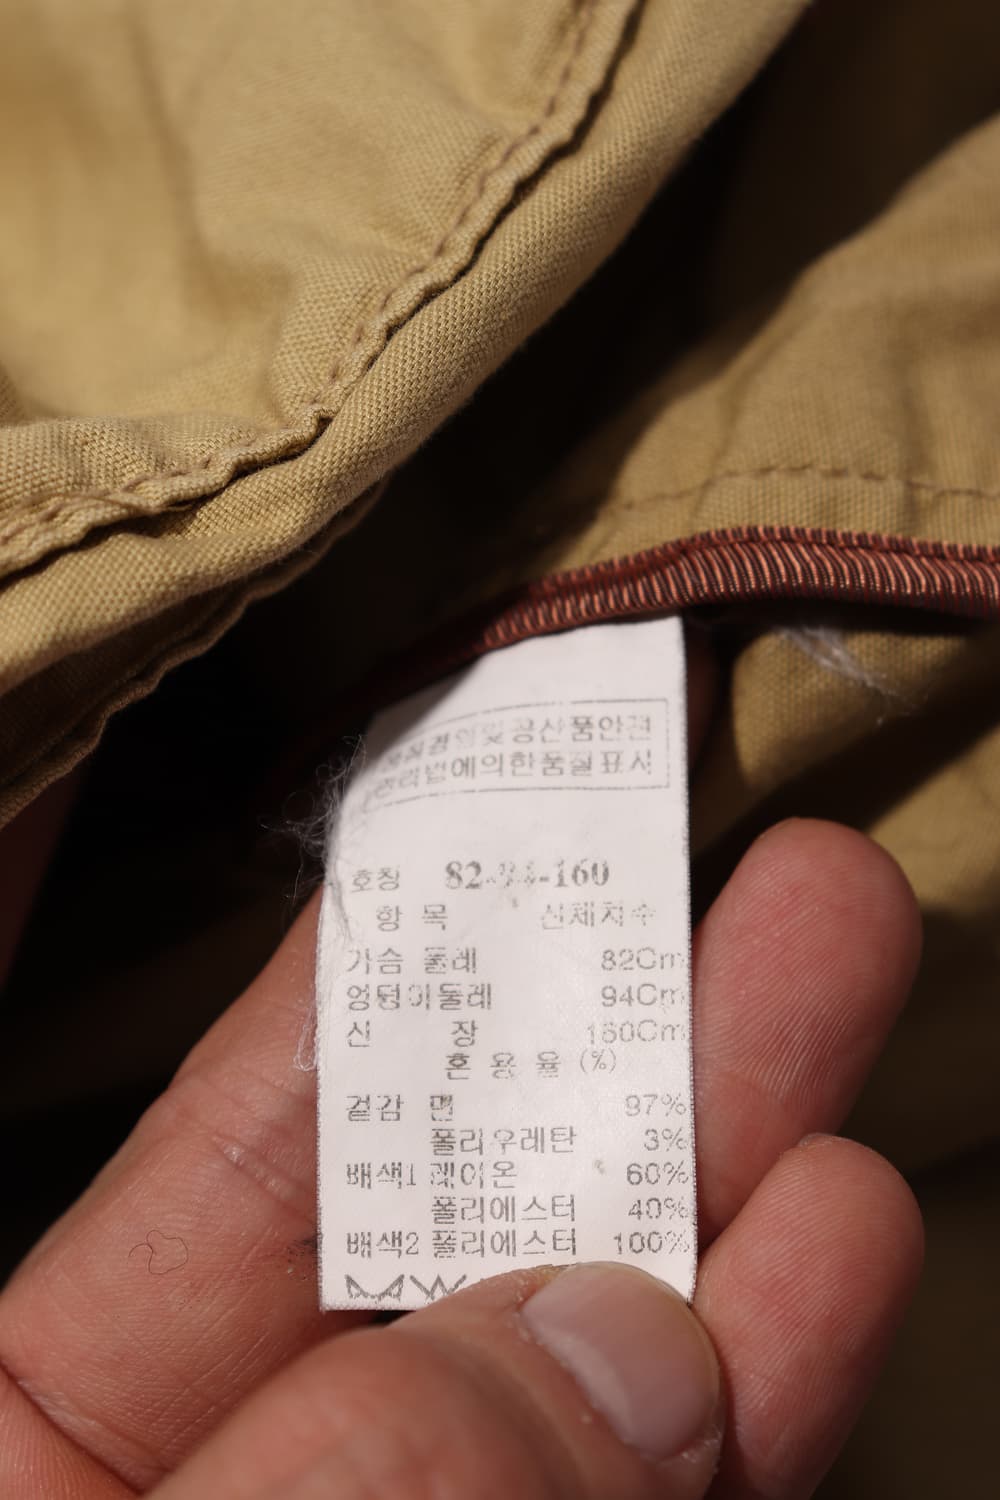 품질경영및공산품안전
관리법에의한품질표시
호칭 82-94-160
항 목 신체치수
가슴 둘레 82Cm
엉덩이둘레 94Cm
신 장 160Cm
혼 용 율 (%)
겉감 면 97%
폴리우레탄 3%
배색1 레이온 60%
폴리에스터 40%
배색2 폴리에스터 100%